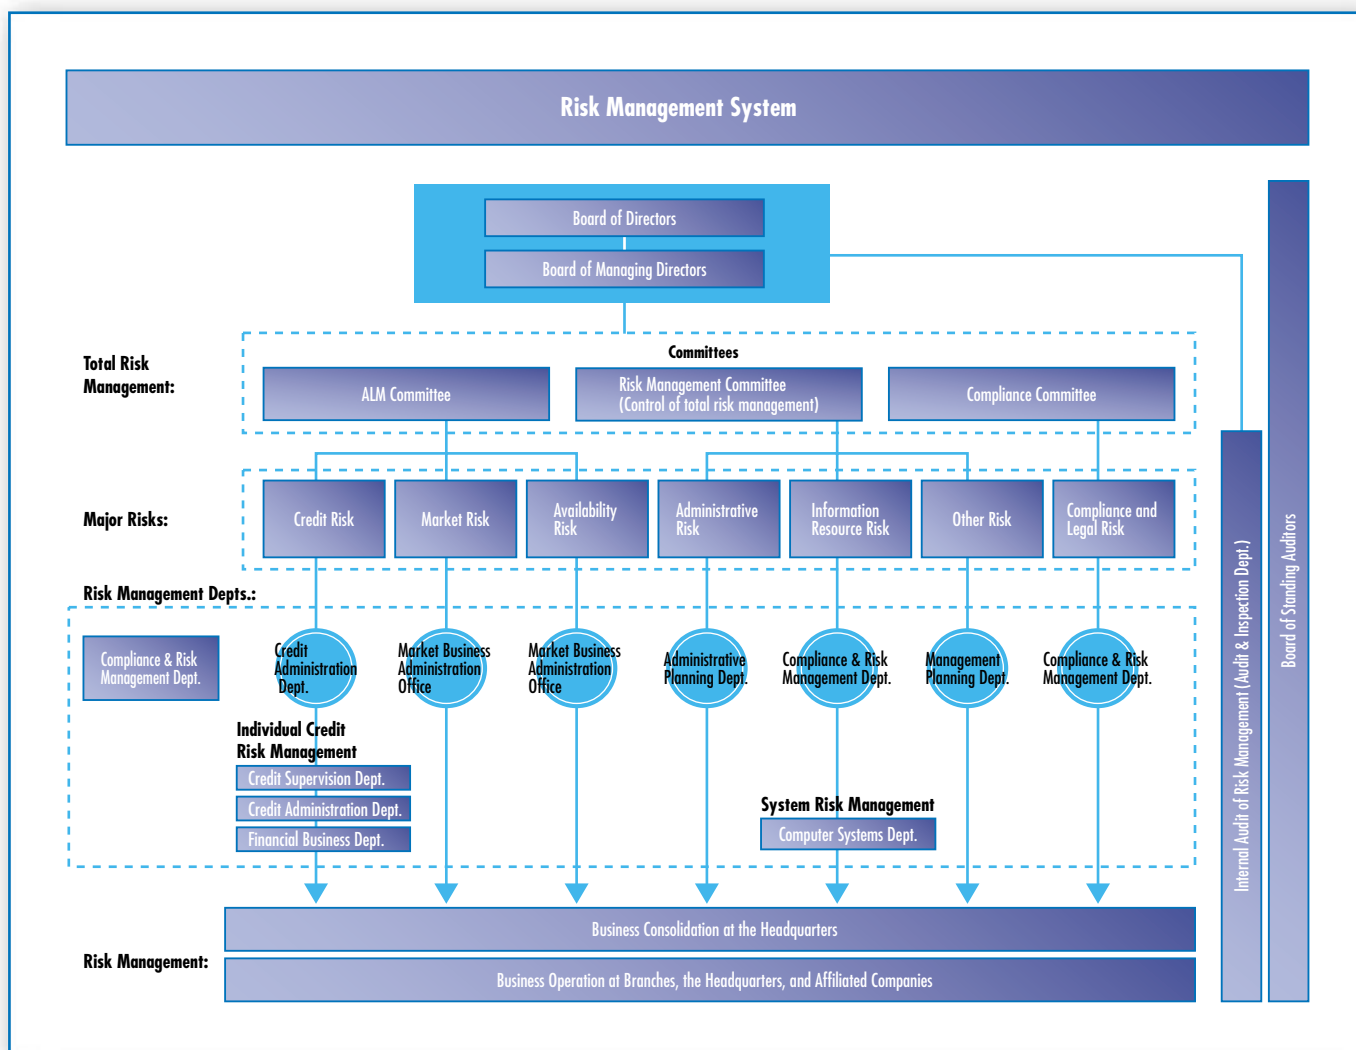 Risk Management System
Board of Directors
Board of Managing Directors
Total Risk
Management:
Committees
ALM Committee
Risk Management Committee
(Control of total risk management)
Compliance Committee
Major Risks:
Credit Risk
Market Risk
Availability
Risk
Administrative
Risk
Information
Resource Risk
Other Risk
Compliance and
Legal Risk
Risk Management Depts.:
Compliance & Risk
Management Dept.
Credit
Administration
Dept.
Market Business
Administration
Office
Market Business
Administration
Office
Administrative
Planning Dept.
Compliance & Risk
Management Dept.
Management
Planning Dept.
Compliance & Risk
Management Dept.
Individual Credit
Risk Management
Credit Supervision Dept.
Credit Administration Dept.
Financial Business Dept.
System Risk Management
Computer Systems Dept.
Risk Management:
Business Consolidation at the Headquarters
Business Operation at Branches, the Headquarters, and Affiliated Companies
Internal Audit of Risk Management (Audit & Inspection Dept.)
Board of Standing Auditors